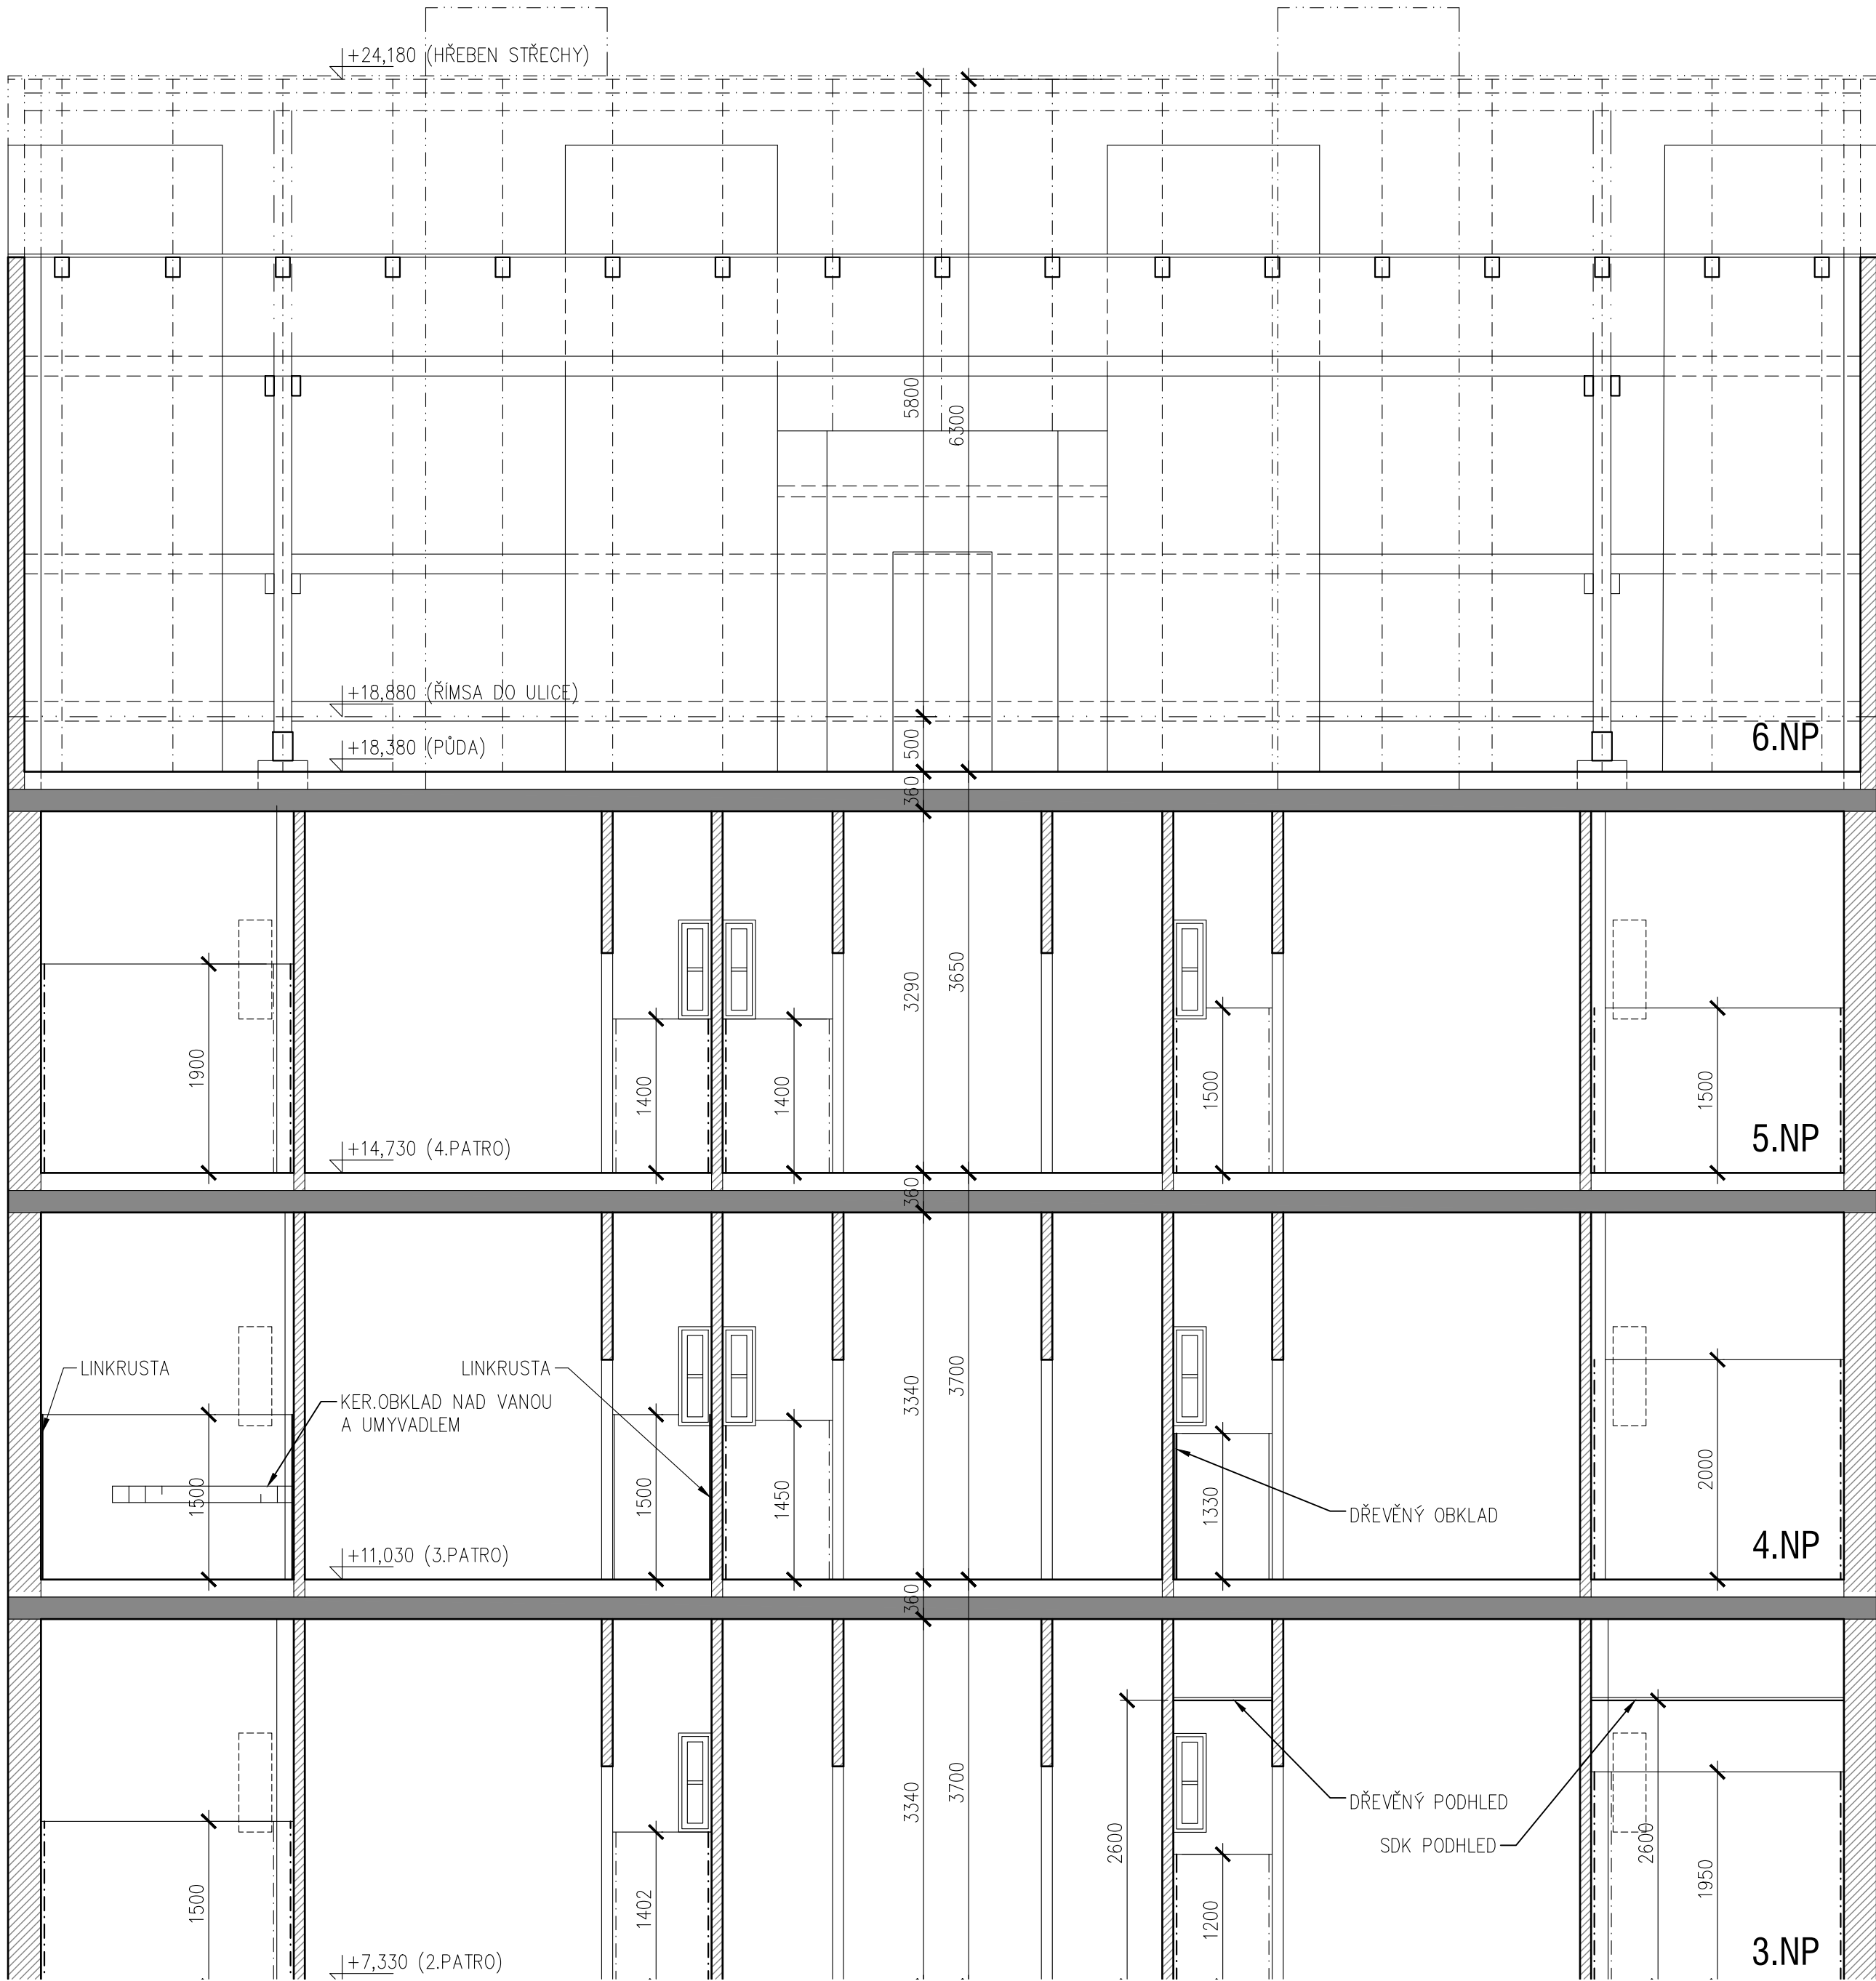 +24,180 (HŘEBEN STŘECHY)
5800
6300
+18,880 (ŘÍMSA DO ULICE)
+18,380 (PŮDA)
500
6.NP
360
3290
3650
1900
1400
1400
1500
1500
+14,730 (4.PATRO)
5.NP
360
LINKRUSTA
LINKRUSTA
KER.OBKLAD NAD VANOU
A UMYVADLEM
3340
3700
1500
1500
1450
1330
2000
DŘEVĚNÝ OBKLAD
+11,030 (3.PATRO)
4.NP
360
3340
3700
2600
DŘEVĚNÝ PODHLED
SDK PODHLED
2600
1500
1402
1200
1950
+7,330 (2.PATRO)
3.NP